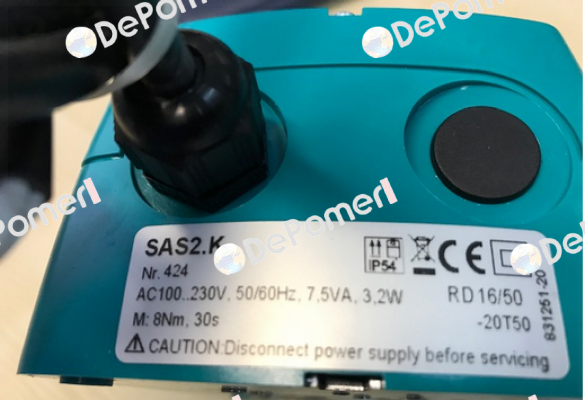 DePomerl
DePomerl
DePomerl
SAS2.K
DePomerl
IP54
CE
Nr. 424
AC100..230V, 50/60Hz, 7.5VA, 3.2W
RD 16/50
M: 8Nm, 30s
-20T50
831251-20
CAUTION:Disconnect power supply before servicing